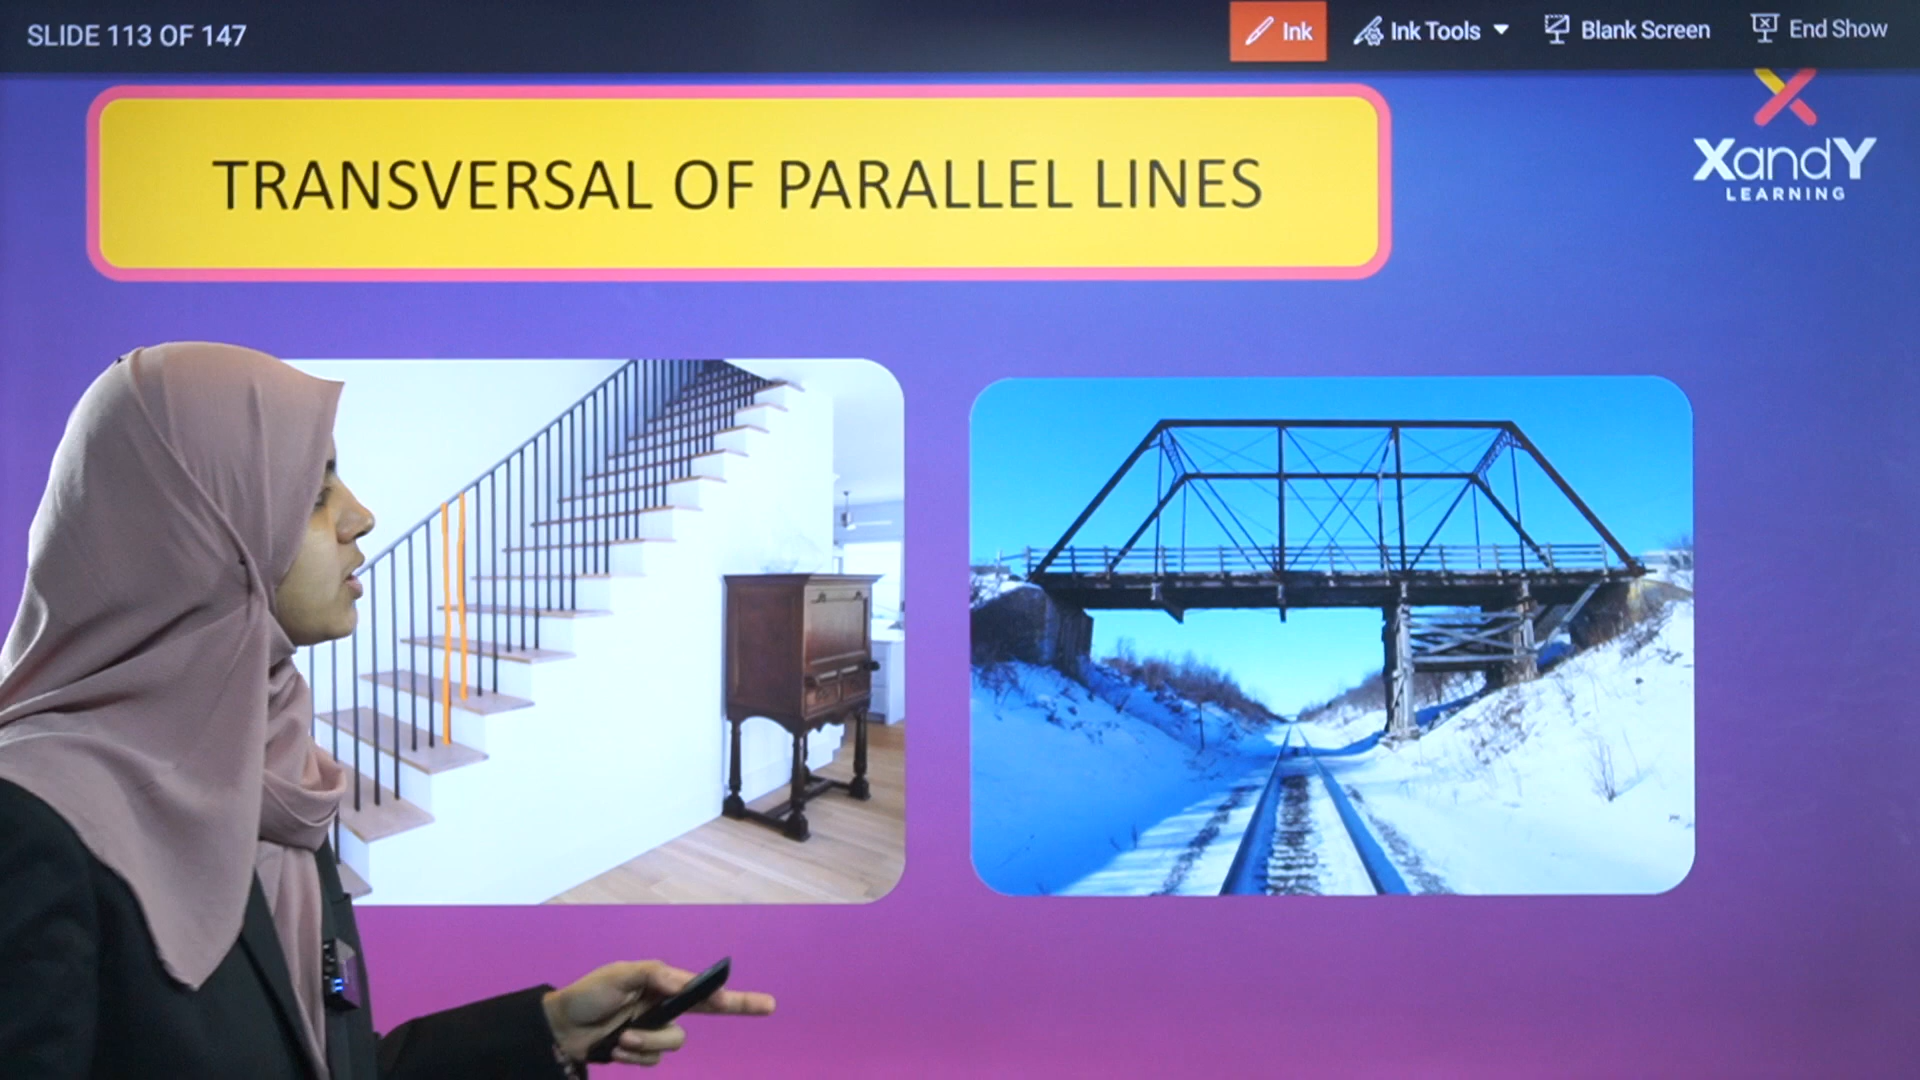 SLIDE 113 OF 147
Ink
Ink Tools
Blank Screen
End Show
XandY
LEARNING
TRANSVERSAL OF PARALLEL LINES